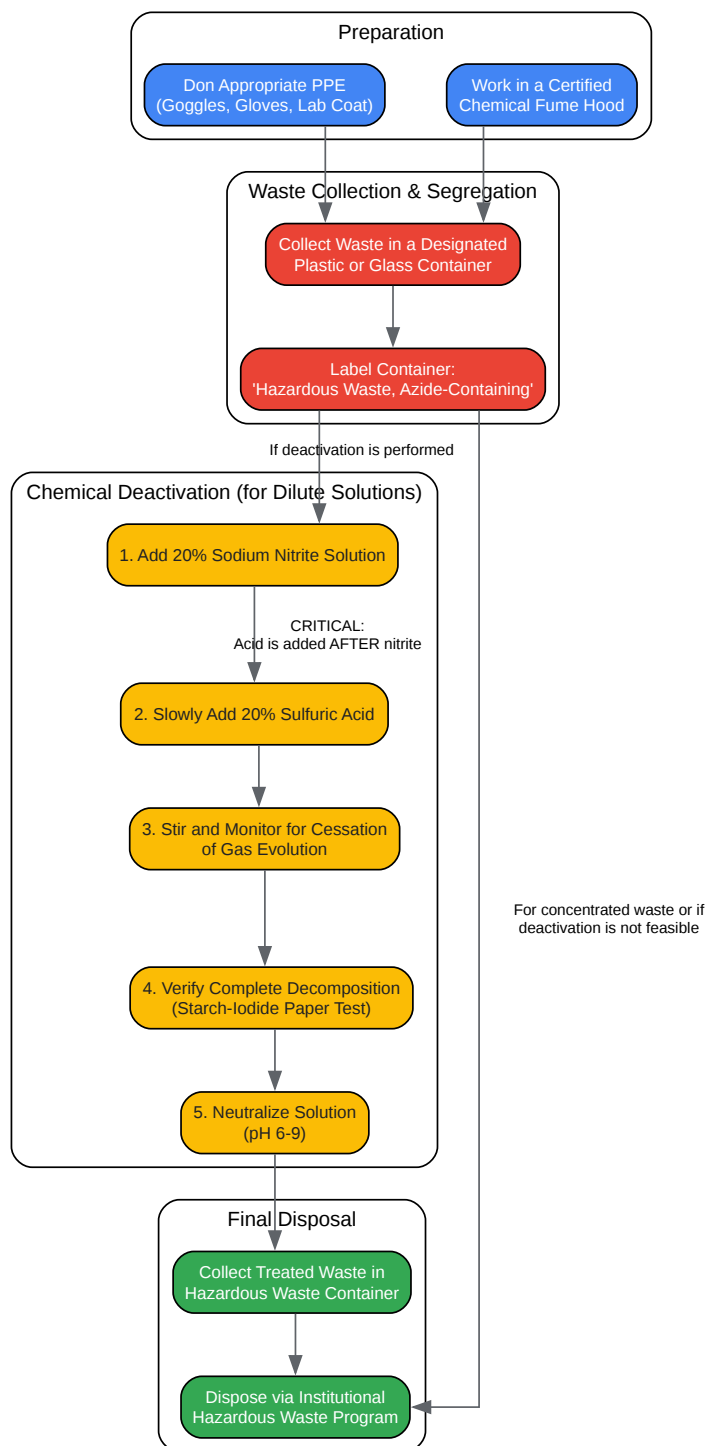 Preparation
Don Appropriate PPE
(Goggles, Gloves, Lab Coat)
Work in a Certified
Chemical Fume Hood
Waste Collection & Segregation
Collect Waste in a Designated
Plastic or Glass Container
Label Container:
'Hazardous Waste, Azide-Containing'
If deactivation is performed
Chemical Deactivation (for Dilute Solutions)
1. Add 20% Sodium Nitrite Solution
CRITICAL:
Acid is added AFTER nitrite
2. Slowly Add 20% Sulfuric Acid
3. Stir and Monitor for Cessation
of Gas Evolution
For concentrated waste or if
deactivation is not feasible
4. Verify Complete Decomposition
(Starch-Iodide Paper Test)
5. Neutralize Solution
(pH 6-9)
Final Disposal
Collect Treated Waste in
Hazardous Waste Container
Dispose via Institutional
Hazardous Waste Program